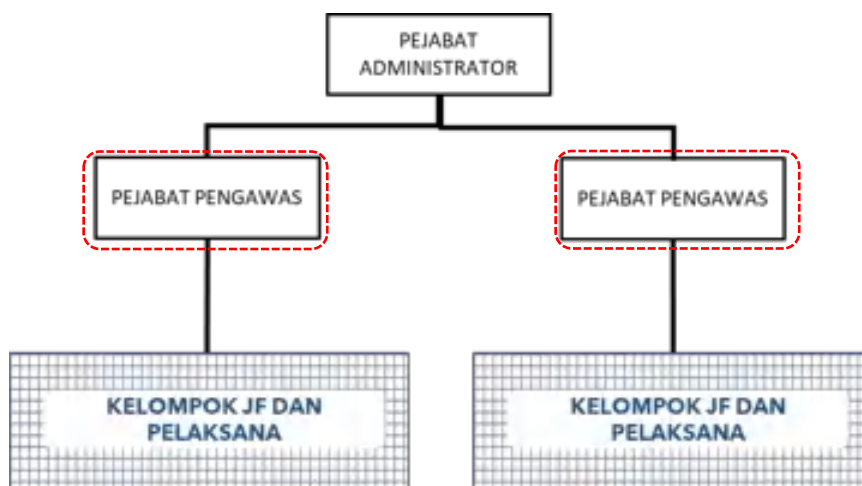 PEJABAT
ADMINISTRATOR
PEJABAT PENGAWAS
PEJABAT PENGAWAS
KELOMPOK JF DAN
PELAKSANA
KELOMPOK JF DAN
PELAKSANA